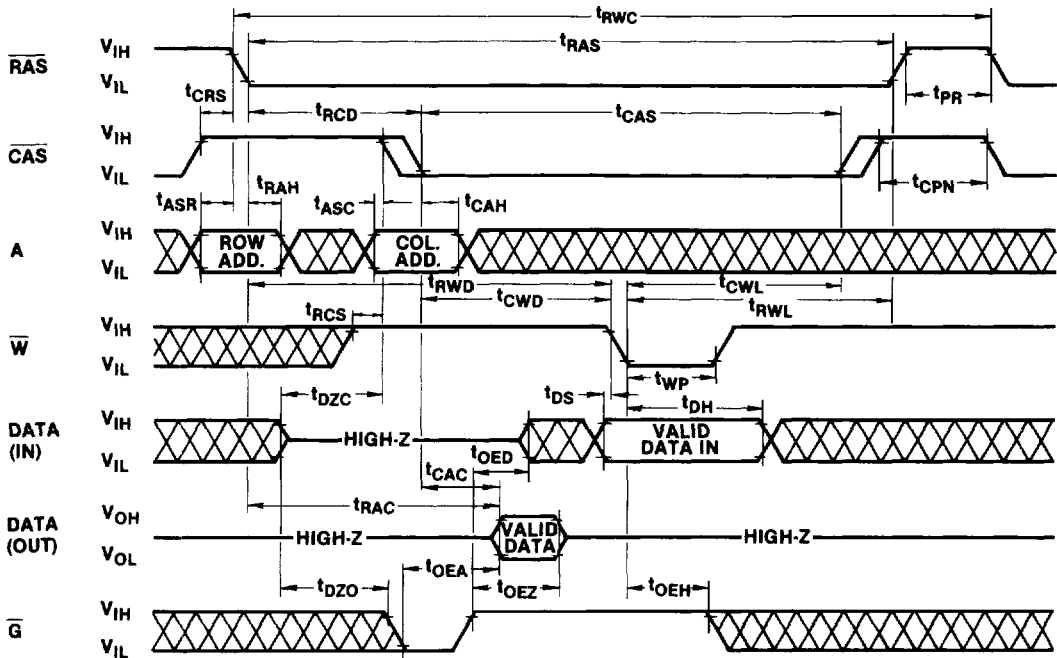 tRWC
tRAS
RAS VIH
VIL
tCRS tRCD tCAS tPR
CAS VIH
VIL
tASR tRAH tASC tCAH tCPN
A VIH
VIL
ROW ADD.
COL. ADD.
tRWD tCWL
tCWD tRWL
tRCS
W VIH
VIL
tDZC tDS tWP
tDH
DATA (IN) VIH
VIL
HIGH-Z
VALID DATA IN
tOED
tCAC
tRAC
DATA (OUT) VOH
VOL
HIGH-Z
VALID DATA
HIGH-Z
tOEA
tDZO tOEZ tOEH
G VIH
VIL